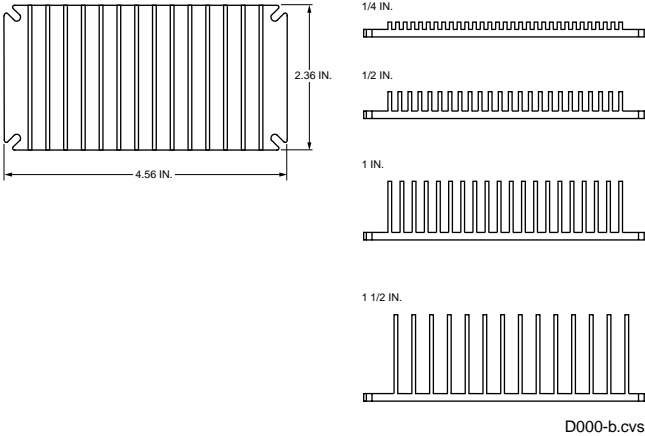 1/4 IN.
2.36 IN.
1/2 IN.
4.56 IN.
1 IN.
1 1/2 IN.
D000-b.cvs